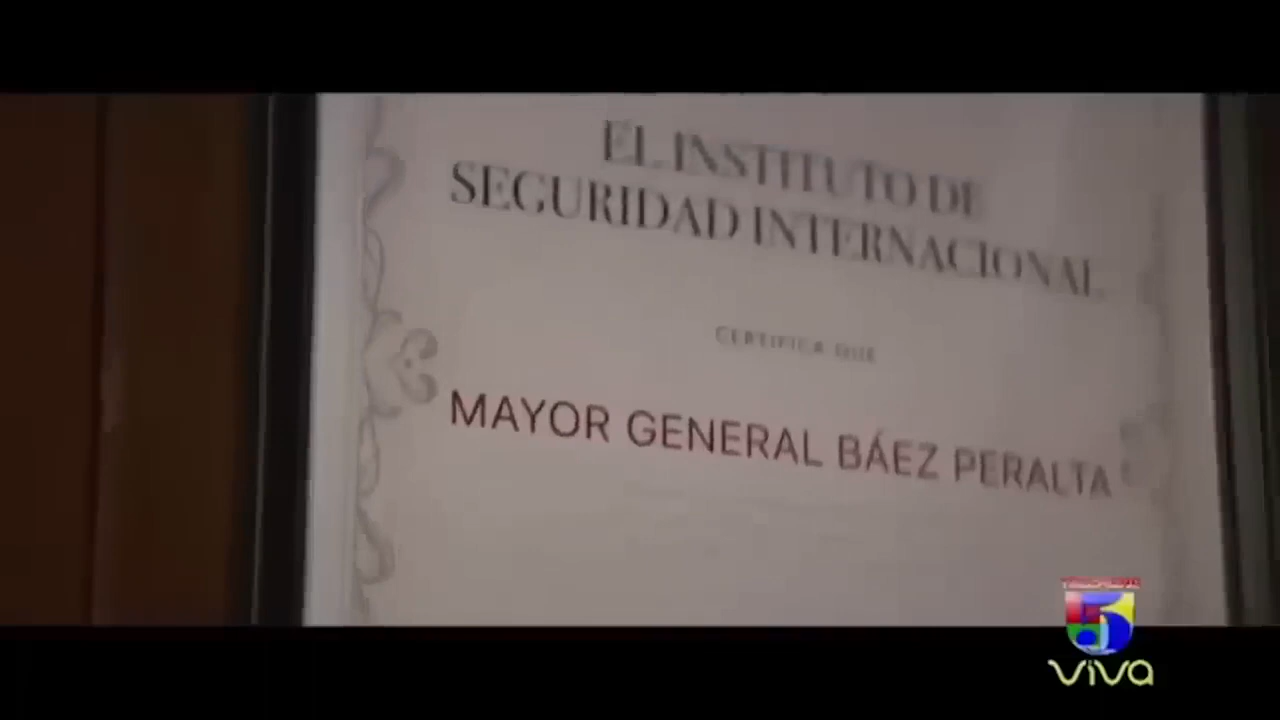 EL INSTITUTO DE
SEGURIDAD INTERNACIONAL
CERTIFICA QUE
MAYOR GENERAL BÁEZ PERALTA
5
viva